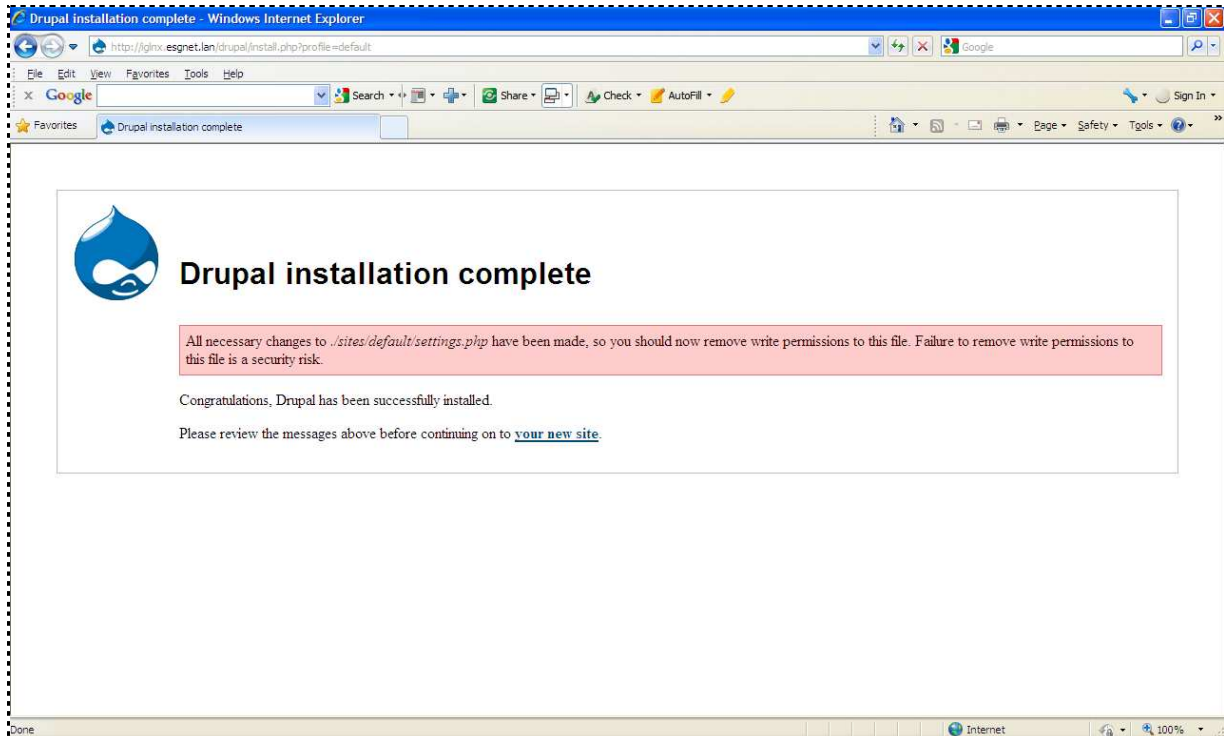 Drupal installation complete - Windows Internet Explorer
http://iglnx.esgnet.lan/drupal/install.php?profile=default
Google
File Edit View Favorites Tools Help
x Google Search Share Check AutoFill Sign In
Favorites Drupal installation complete Page Safety Tools »
Drupal installation complete
All necessary changes to ./sites/default/settings.php have been made, so you should now remove write permissions to this file. Failure to remove write permissions to
this file is a security risk.
Congratulations, Drupal has been successfully installed.
Please review the messages above before continuing on to your new site.
Done Internet 100%